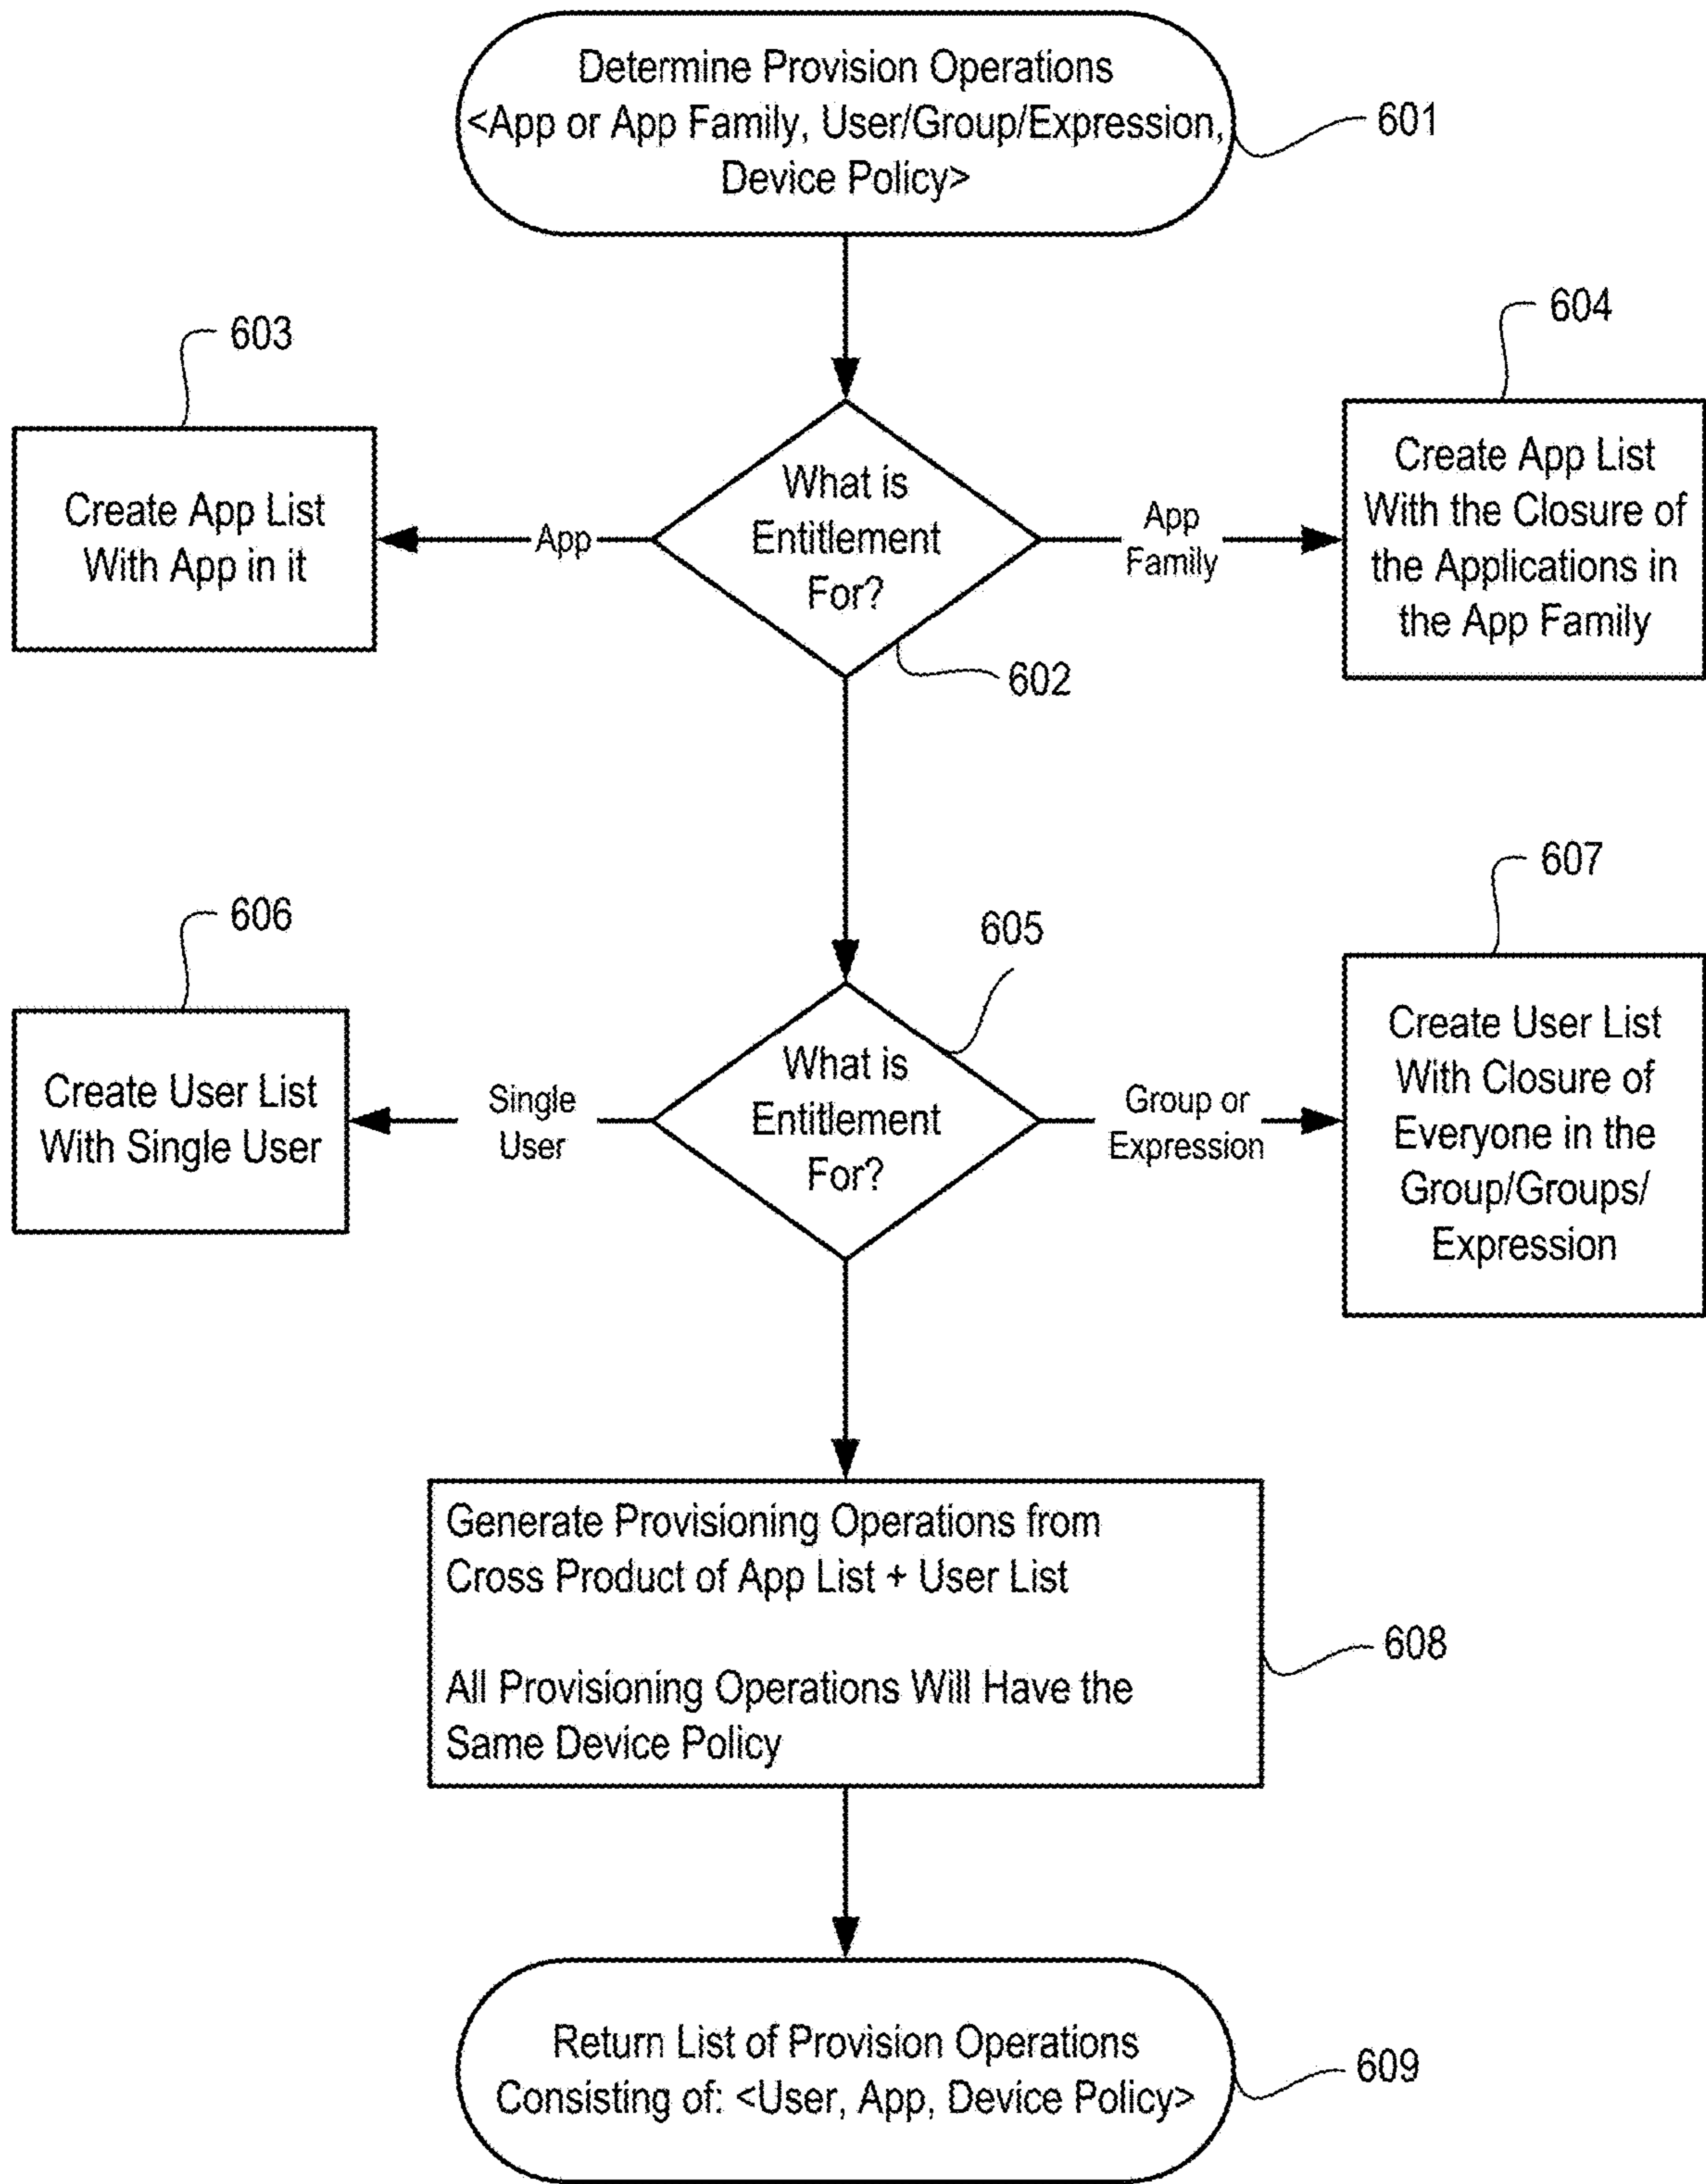 Determine Provision Operations
<App or App Family, User/Group/Expression,
Device Policy>
601
603
604
Create App List
With App in it
App
What is
Entitlement
For?
App
Family
Create App List
With the Closure of
the Applications in
the App Family
602
606
605
607
Create User List
With Single User
Single
User
What is
Entitlement
For?
Group or
Expression
Create User List
With Closure of
Everyone in the
Group/Groups/
Expression
Generate Provisioning Operations from
Cross Product of App List + User List
All Provisioning Operations Will Have the
Same Device Policy
608
Return List of Provision Operations
Consisting of: <User, App, Device Policy>
609